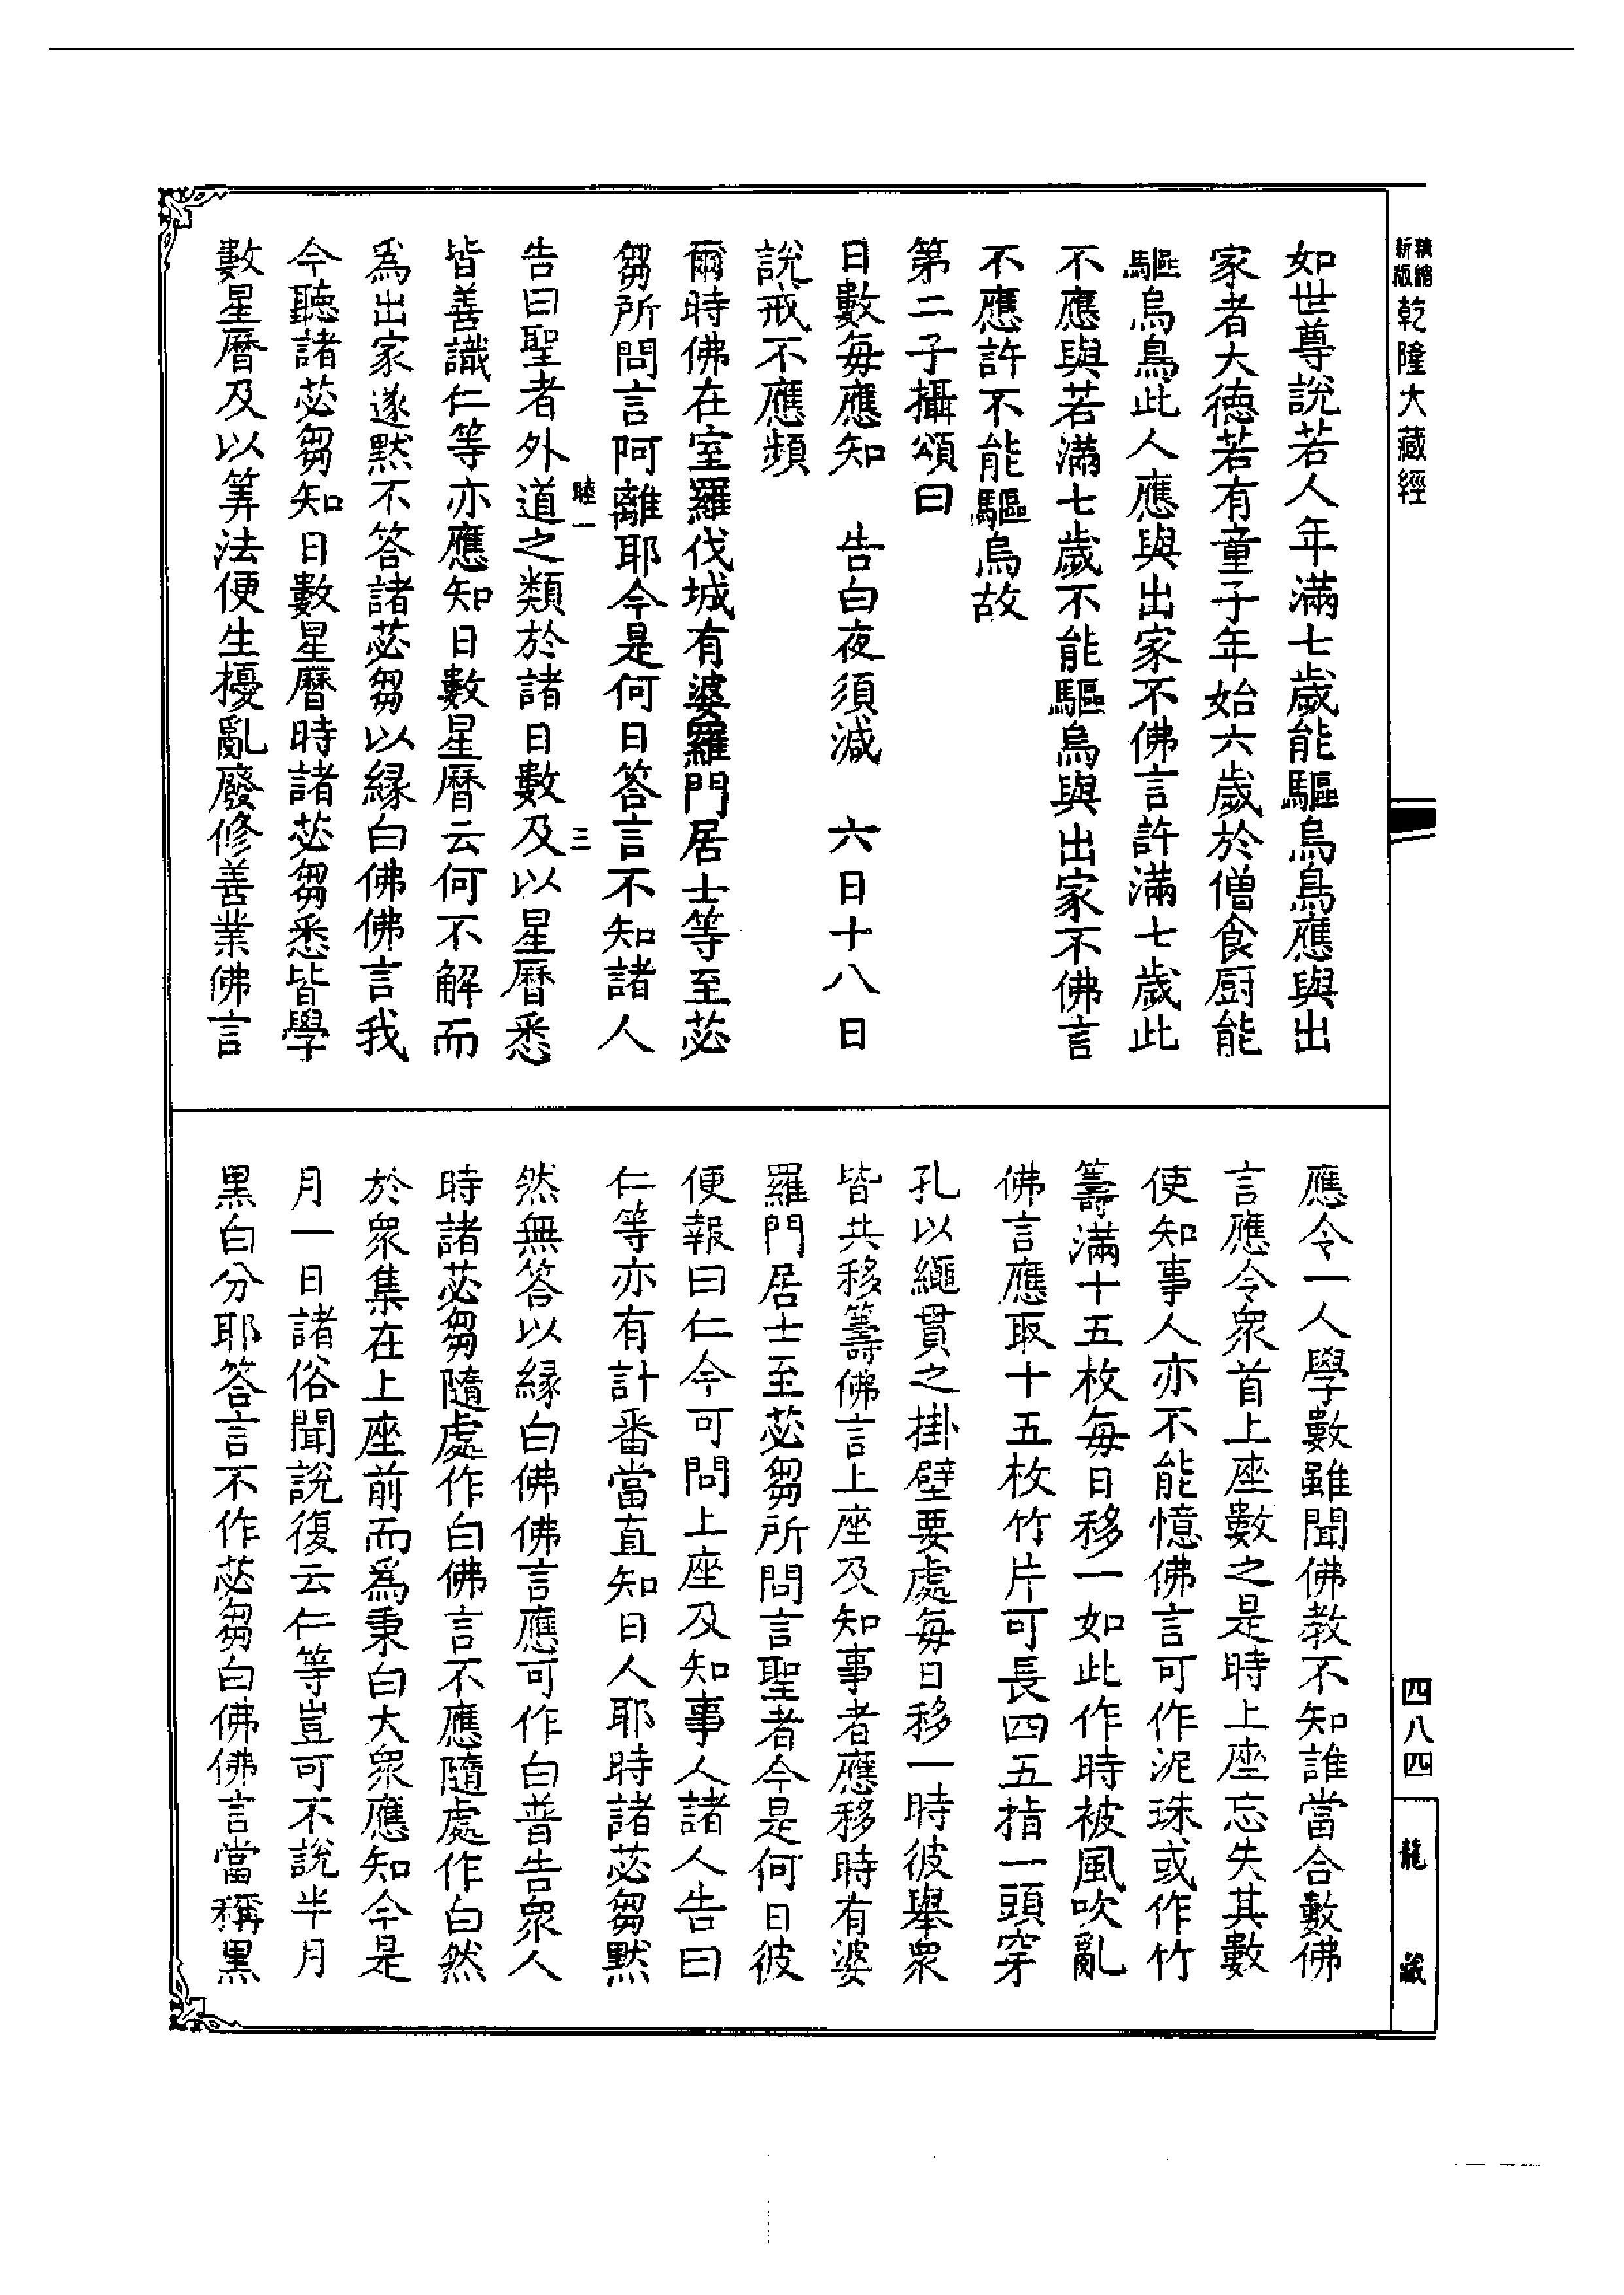 精縮新版乾隆大藏經
如世尊說若人年滿七歲能驅烏鳥應與出
家者大德若有童子年始六歲於僧食厨能
驅烏鳥此人應與出家不佛言許滿七歲此
不應與若滿七歲不能驅烏與出家不佛言
不應許不能驅烏故
第二子攝頌曰
日數每應知　告白夜須減　六日十八日
說戒不應頻
爾時佛在室羅伐城有婆羅門居士等至苾
芻所問言阿離耶今是何日答言不知諸人
睦一　三
告曰聖者外道之類於諸日數及以星曆悉
皆善識仁等亦應知日數星曆云何不解而
為出家遂默不答諸苾芻以緣白佛佛言我
今聽諸苾芻知日數星曆時諸苾芻悉皆學
數星曆及以筭法便生擾亂廢修善業佛言
應令一人學數雖聞佛教不知誰當合數佛
言應令眾首上座數之是時上座忘失其數
使知事人亦不能憶佛言可作泥珠或作竹
籌滿十五枚每日移一如此作時被風吹亂
佛言應取十五枚竹片可長四五指一頭穿
孔以繩貫之掛壁要處每日移一時彼舉眾
皆共移籌佛言上座及知事者應移時有婆
羅門居士至苾芻所問言聖者今是何日彼
便報曰仁今可問上座及知事人諸人告曰
仁等亦有計番當直知日人耶時諸苾芻默
然無答以緣白佛佛言應可作白普告眾人
時諸苾芻隨處作白佛言不應隨處作白然
於眾集在上座前而為秉白大眾應知今是
月一日諸俗聞說復云仁等豈可不說半月
黑白分耶答言不作苾芻白佛佛言當稱黑
四八四
龍藏